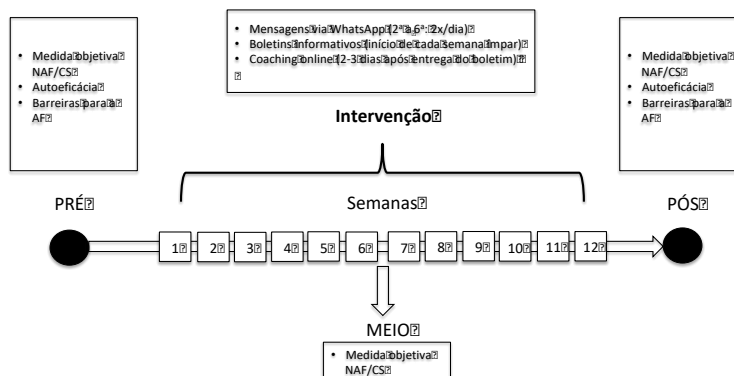 • Mensagens via WhatsApp (2ª à 6ª: 2x/dia)
• Boletins Informativos (início de cada semana ímpar)
• Coaching online (2-3 dias após entrega do boletim)
• Medida objetiva
NAF/CS
• Autoeficácia
• Barreiras para a
AF
• Medida objetiva
NAF/CS
• Autoeficácia
• Barreiras para a
AF
Intervenção
PRÉ
Semanas
PÓS
1 2 3 4 5 6 7 8 9 10 11 12
MEIO
• Medida objetiva
NAF/CS